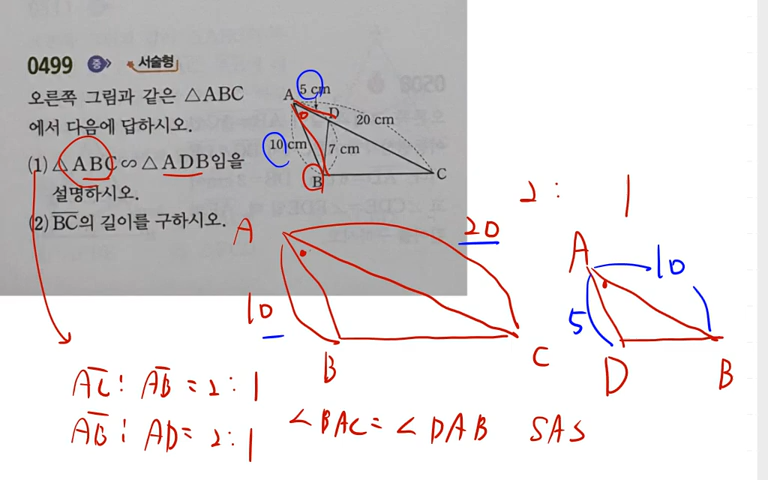 0499 중 서술형
오른쪽 그림과 같은 △ABC
에서 다음에 답하시오.
(1) △ABC∽△ADB임을
설명하시오.
(2) BC의 길이를 구하시오.
A 5 cm
D
20 cm
10 cm
7 cm
B
C
2 : 1
A
20
10
B
C
A
10
5
D
B
AC : AB = 2 : 1
AB : AD = 2 : 1
∠BAC = ∠DAB SAS